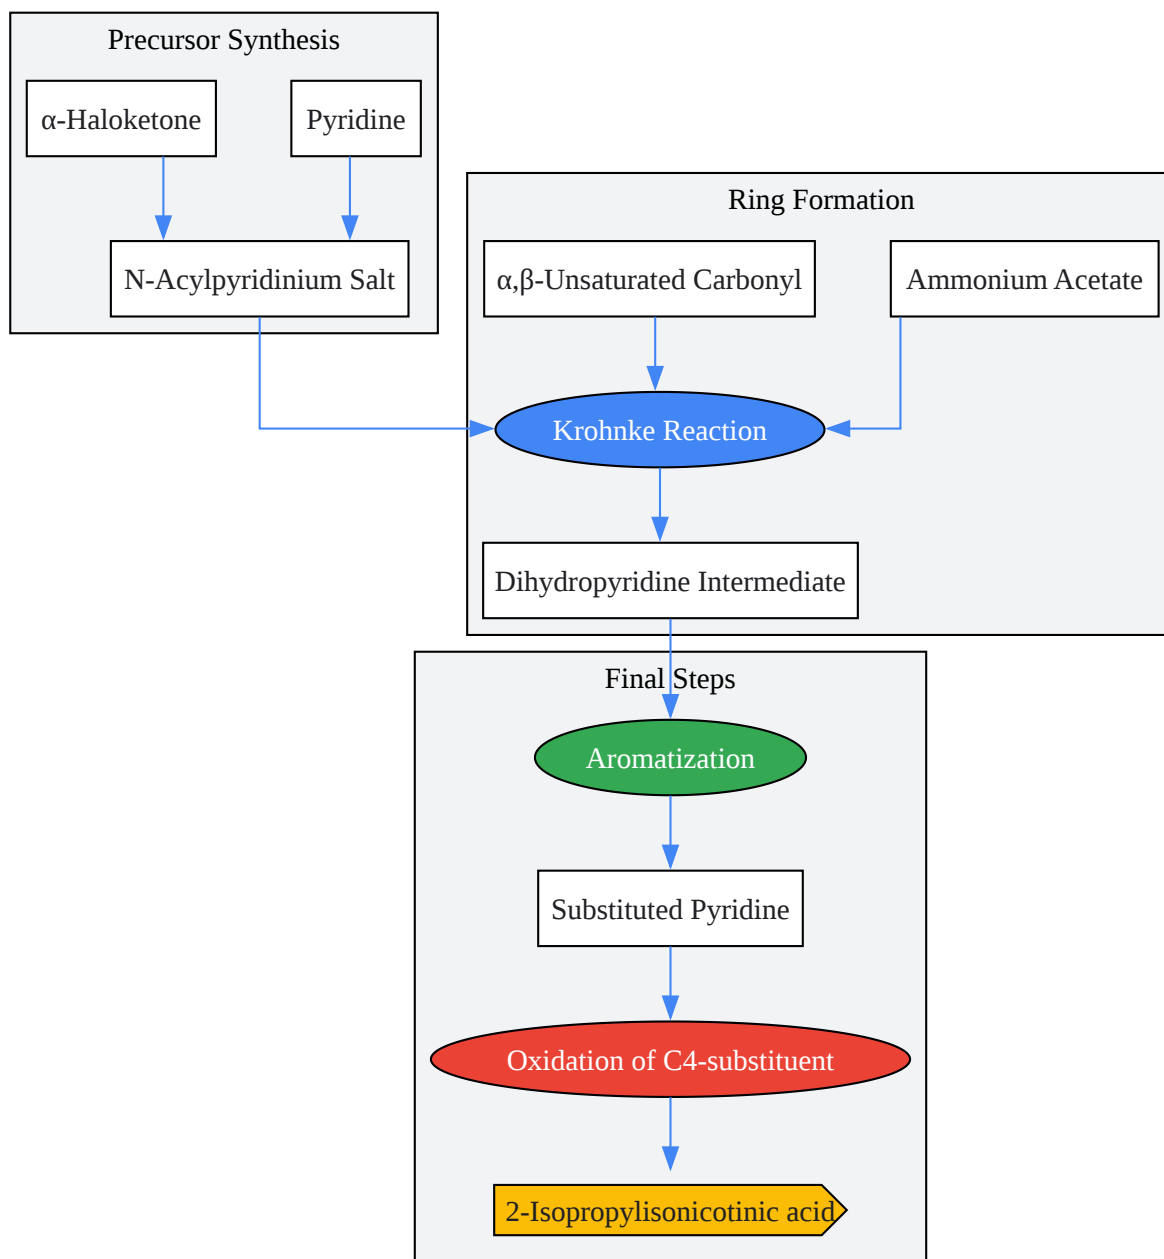 Precursor Synthesis
α-Haloketone
Pyridine
N-Acylpyridinium Salt
Ring Formation
α,β-Unsaturated Carbonyl
Ammonium Acetate
Krohnke Reaction
Dihydropyridine Intermediate
Final Steps
Aromatization
Substituted Pyridine
Oxidation of C4-substituent
2-Isopropylisonicotinic acid